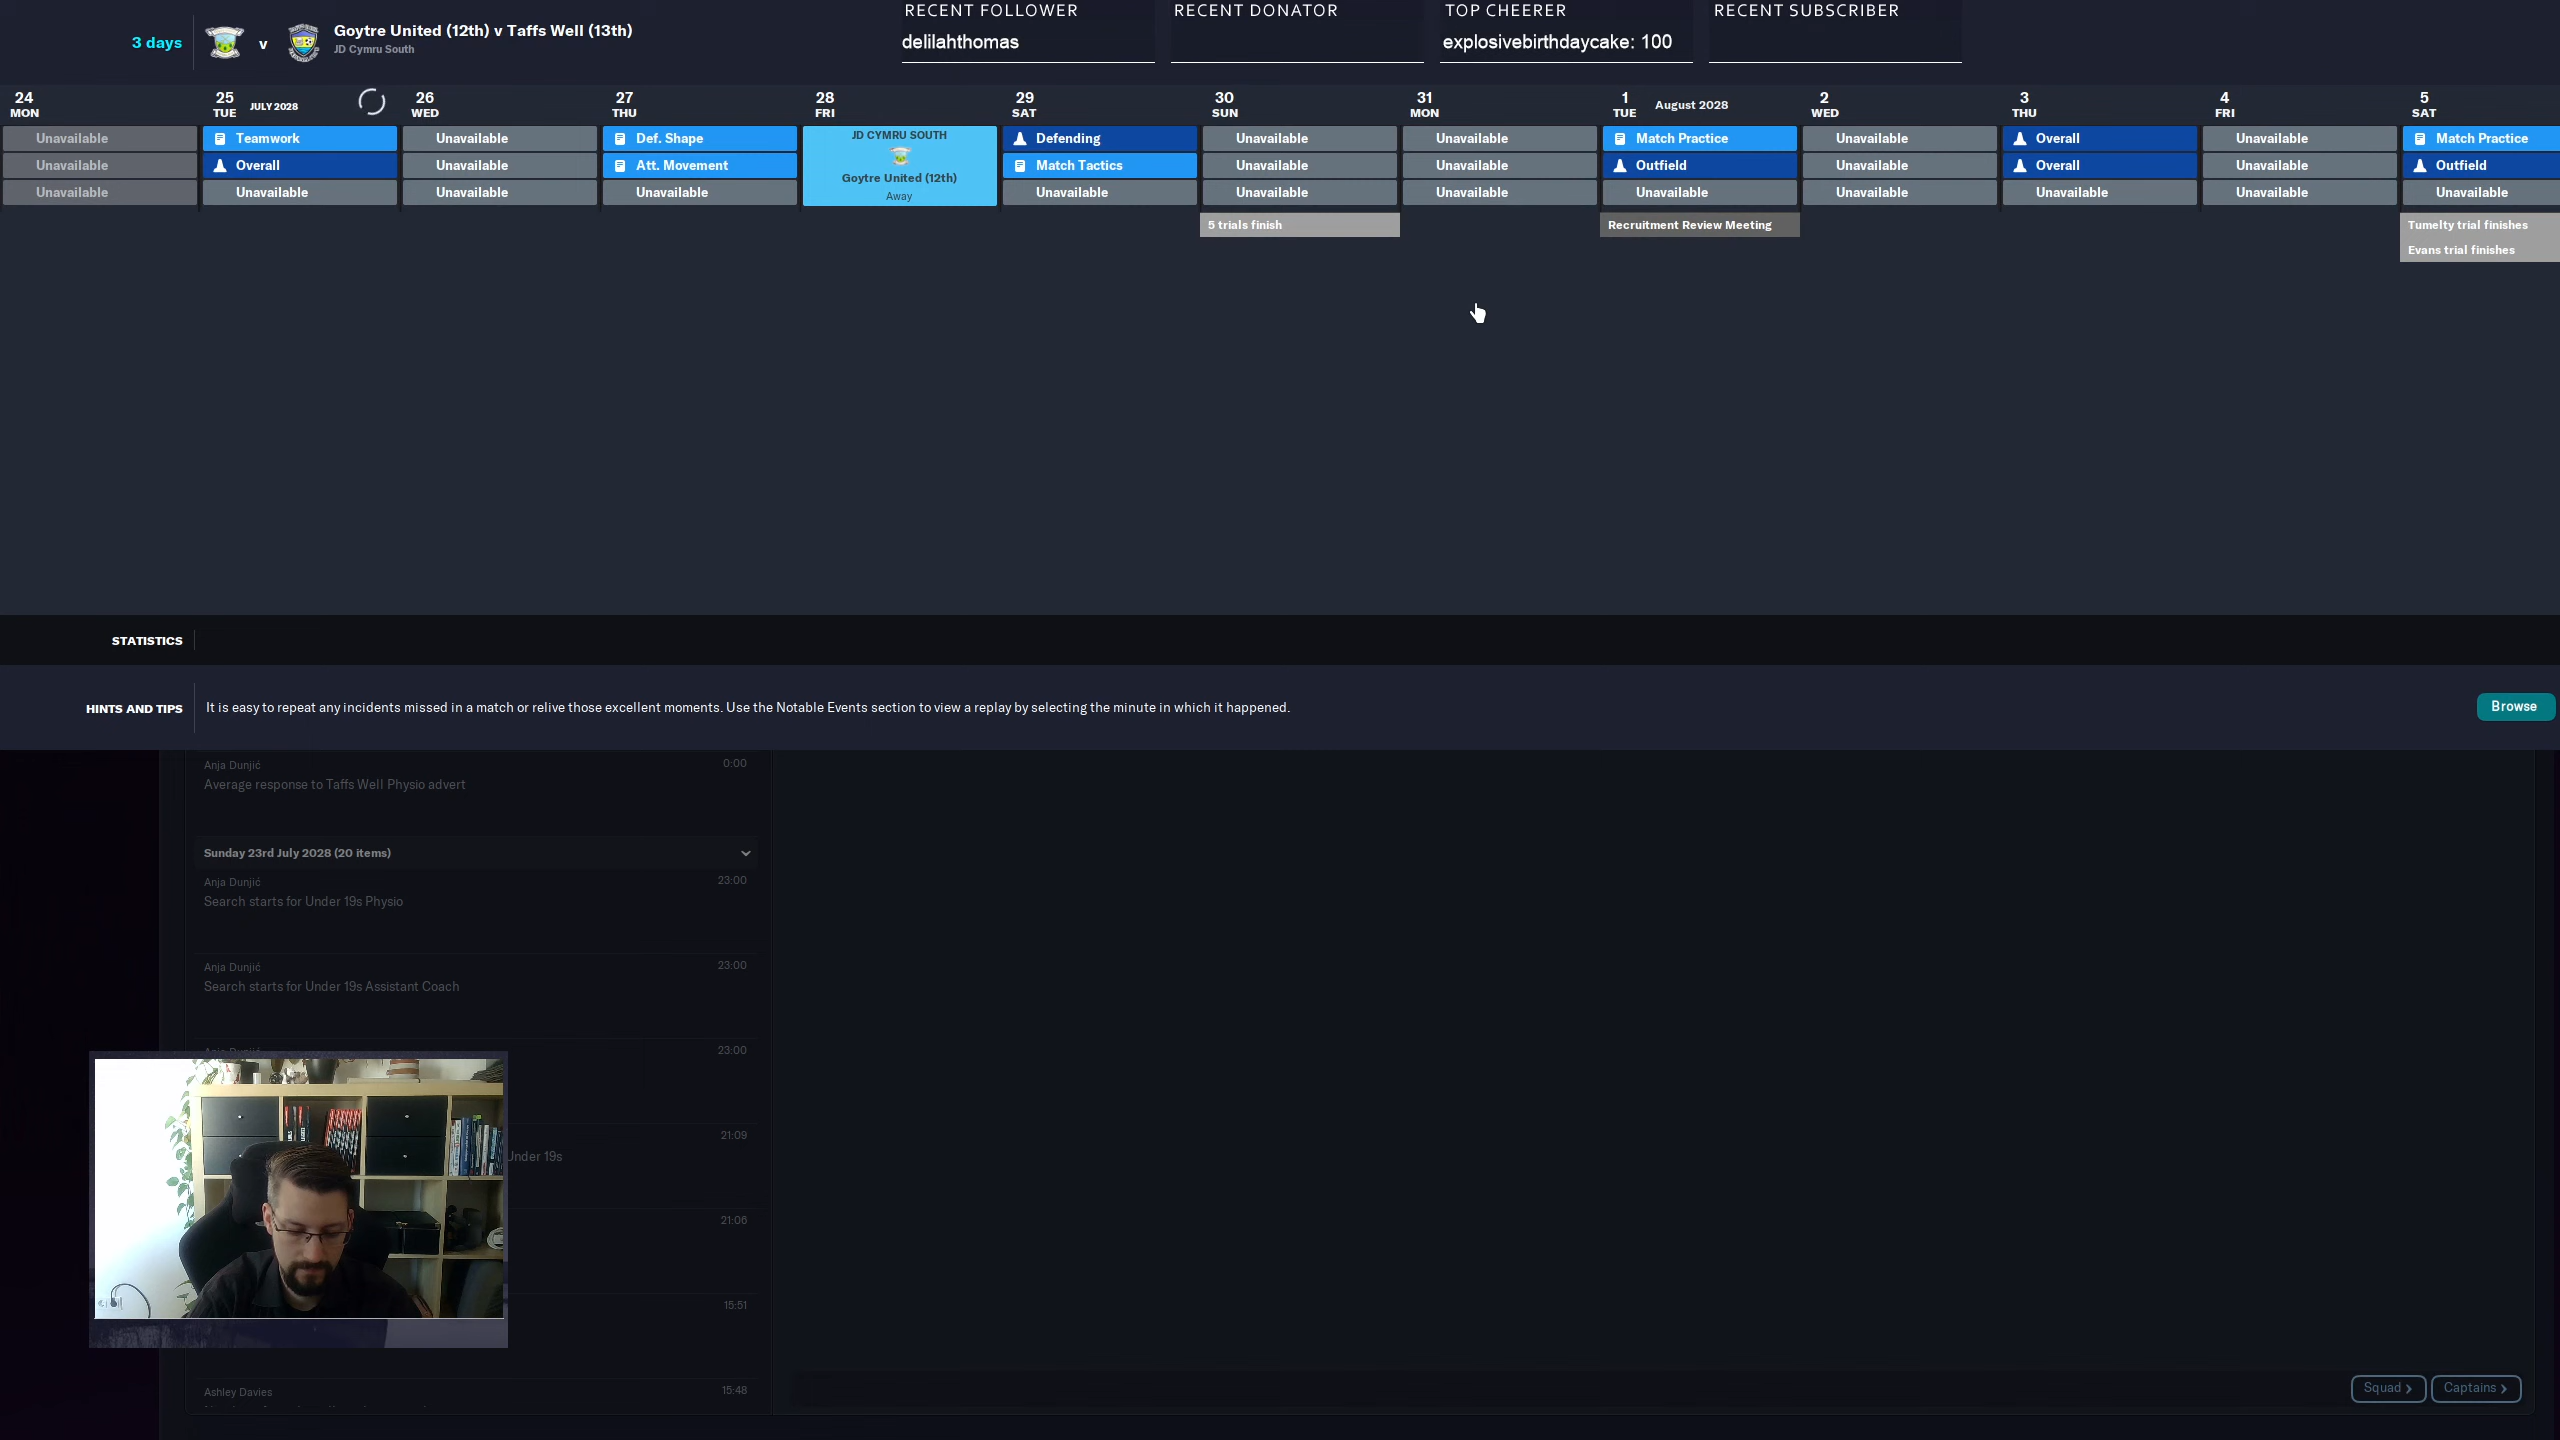 RECENT FOLLOWER
RECENT DONATOR
TOP CHEERER
RECENT SUBSCRIBER
3 days
v
Goytre United (12th) v Taffs Well (13th)
JD Cymru South
delilahthomas
explosivebirthdaycake: 100
24 MON
25 TUE JULY 2028
26 WED
27 THU
28 FRI
29 SAT
30 SUN
31 MON
1 TUE August 2028
2 WED
3 THU
4 FRI
5 SAT
Unavailable
Unavailable
Unavailable
Teamwork
Overall
Unavailable
Unavailable
Unavailable
Unavailable
Def. Shape
Att. Movement
Unavailable
JD CYMRU SOUTH
Goytre United (12th)
Away
Defending
Match Tactics
Unavailable
Unavailable
Unavailable
Unavailable
5 trials finish
Unavailable
Unavailable
Unavailable
Match Practice
Outfield
Unavailable
Recruitment Review Meeting
Unavailable
Unavailable
Unavailable
Overall
Overall
Unavailable
Unavailable
Unavailable
Unavailable
Match Practice
Outfield
Unavailable
Tumelty trial finishes
Evans trial finishes
STATISTICS
HINTS AND TIPS
It is easy to repeat any incidents missed in a match or relive those excellent moments. Use the Notable Events section to view a replay by selecting the minute in which it happened.
Browse
Anja Dunjić 0:00
Average response to Taffs Well Physio advert
Sunday 23rd July 2028 (20 items)
Anja Dunjić 23:00
Search starts for Under 19s Physio
Anja Dunjić 23:00
Search starts for Under 19s Assistant Coach
Anja Dunjić 23:00
21:09
Under 19s
21:06
15:51
Ashley Davies 15:48
Squad
Captains